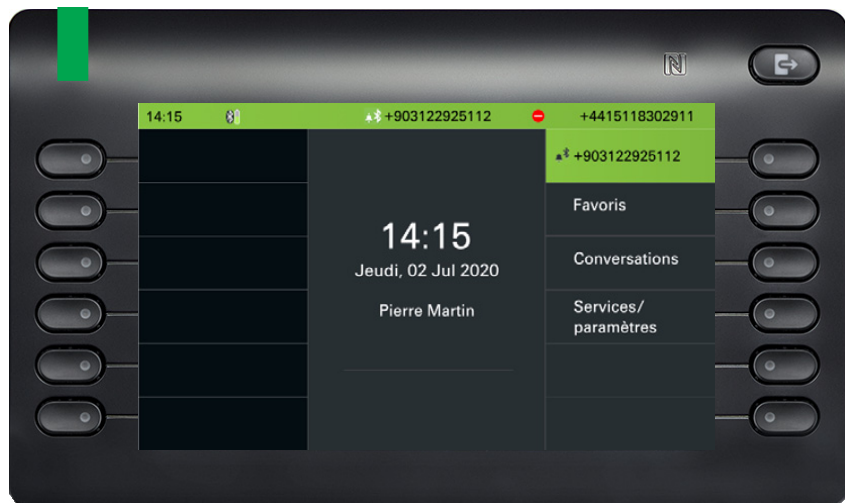 14:15
+903122925112
+4415118302911
+903122925112
Favoris
14:15
Jeudi, 02 Jul 2020
Conversations
Pierre Martin
Services/
paramètres